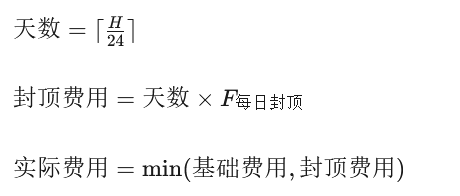 天数 = ⌈H/24⌉
封顶费用 = 天数 × F每日封顶
实际费用 = min(基础费用, 封顶费用)